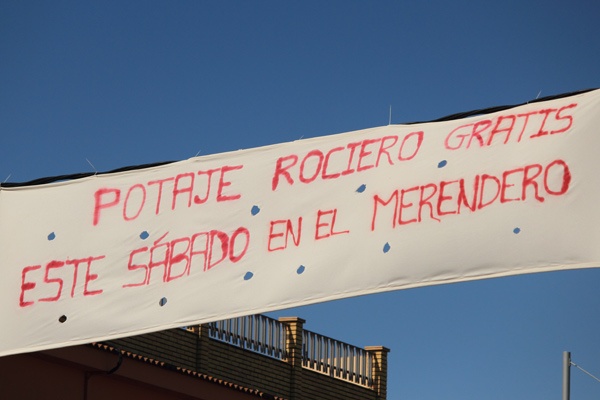 POTAJE ROCIERO GRATIS
ESTE SÁBADO EN EL MERENDERO